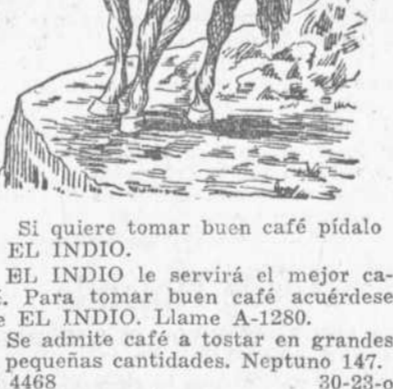 Si quiere tomar buen café pídalo
EL INDIO.
EL INDIO le servirá el mejor ca-
é. Para tomar buen café acuérdese
e EL INDIO. Llame A-1280.
Se admite café a tostar en grandes
pequeñas cantidades. Neptuno 147.
4468 30-23-o